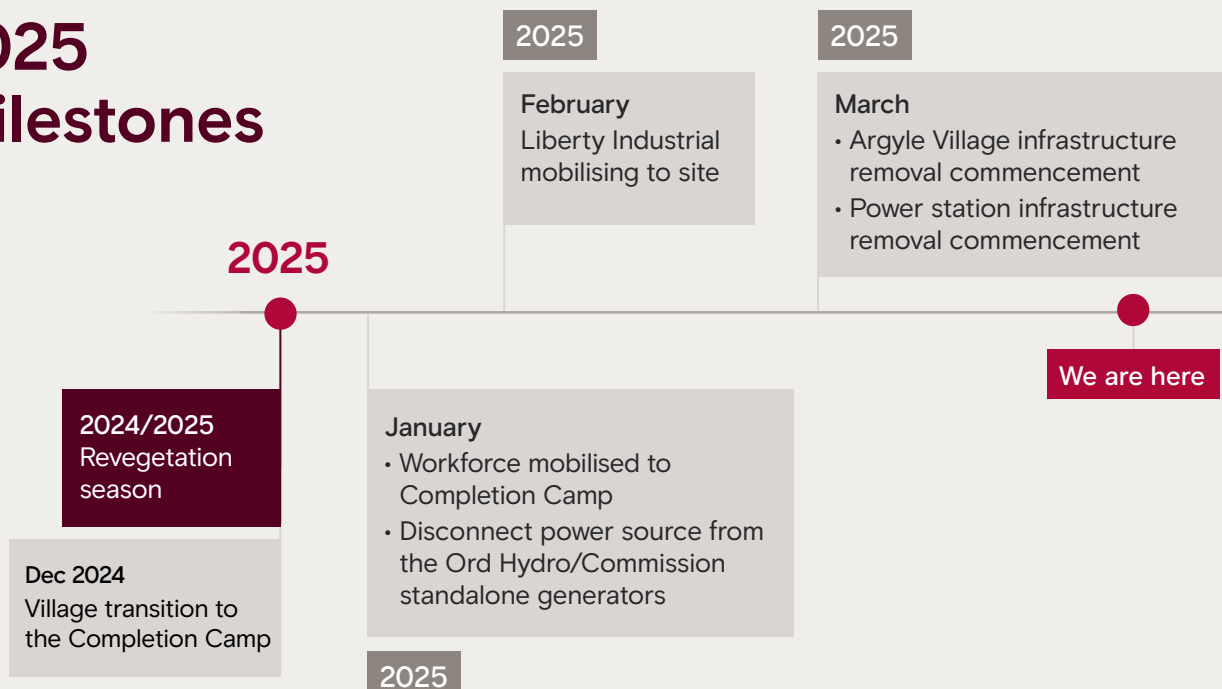 025
ilestones
2025
2024/2025
Revegetation
season
Dec 2024
Village transition to
the Completion Camp
January
• Workforce mobilised to
Completion Camp
• Disconnect power source from
the Ord Hydro/Commission
standalone generators
2025
2025
February
Liberty Industrial
mobilising to site
2025
March
• Argyle Village infrastructure
removal commencement
• Power station infrastructure
removal commencement
We are here